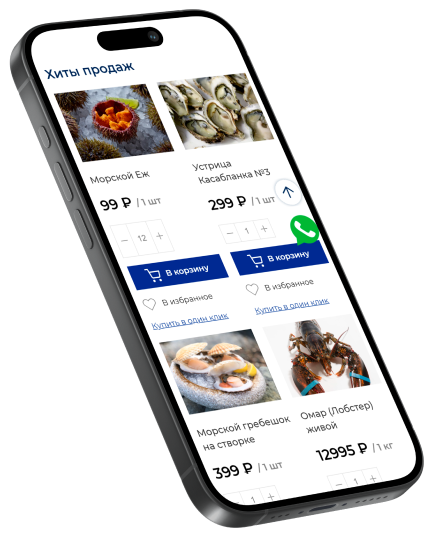 Хиты продаж
Морской Еж
99 ₽ / 1 шт
− 12 +
В корзину
В избранное
Купить в один клик
Устрица
Касабланка №3
299 ₽ / 1 шт
− 1 +
В корзину
В избранное
Купить в один клик
Морской гребешок
на створке
399 ₽ / 1 шт
1 +
Омар (Лобстер)
живой
12995 ₽ / 1 кг
− 1 +